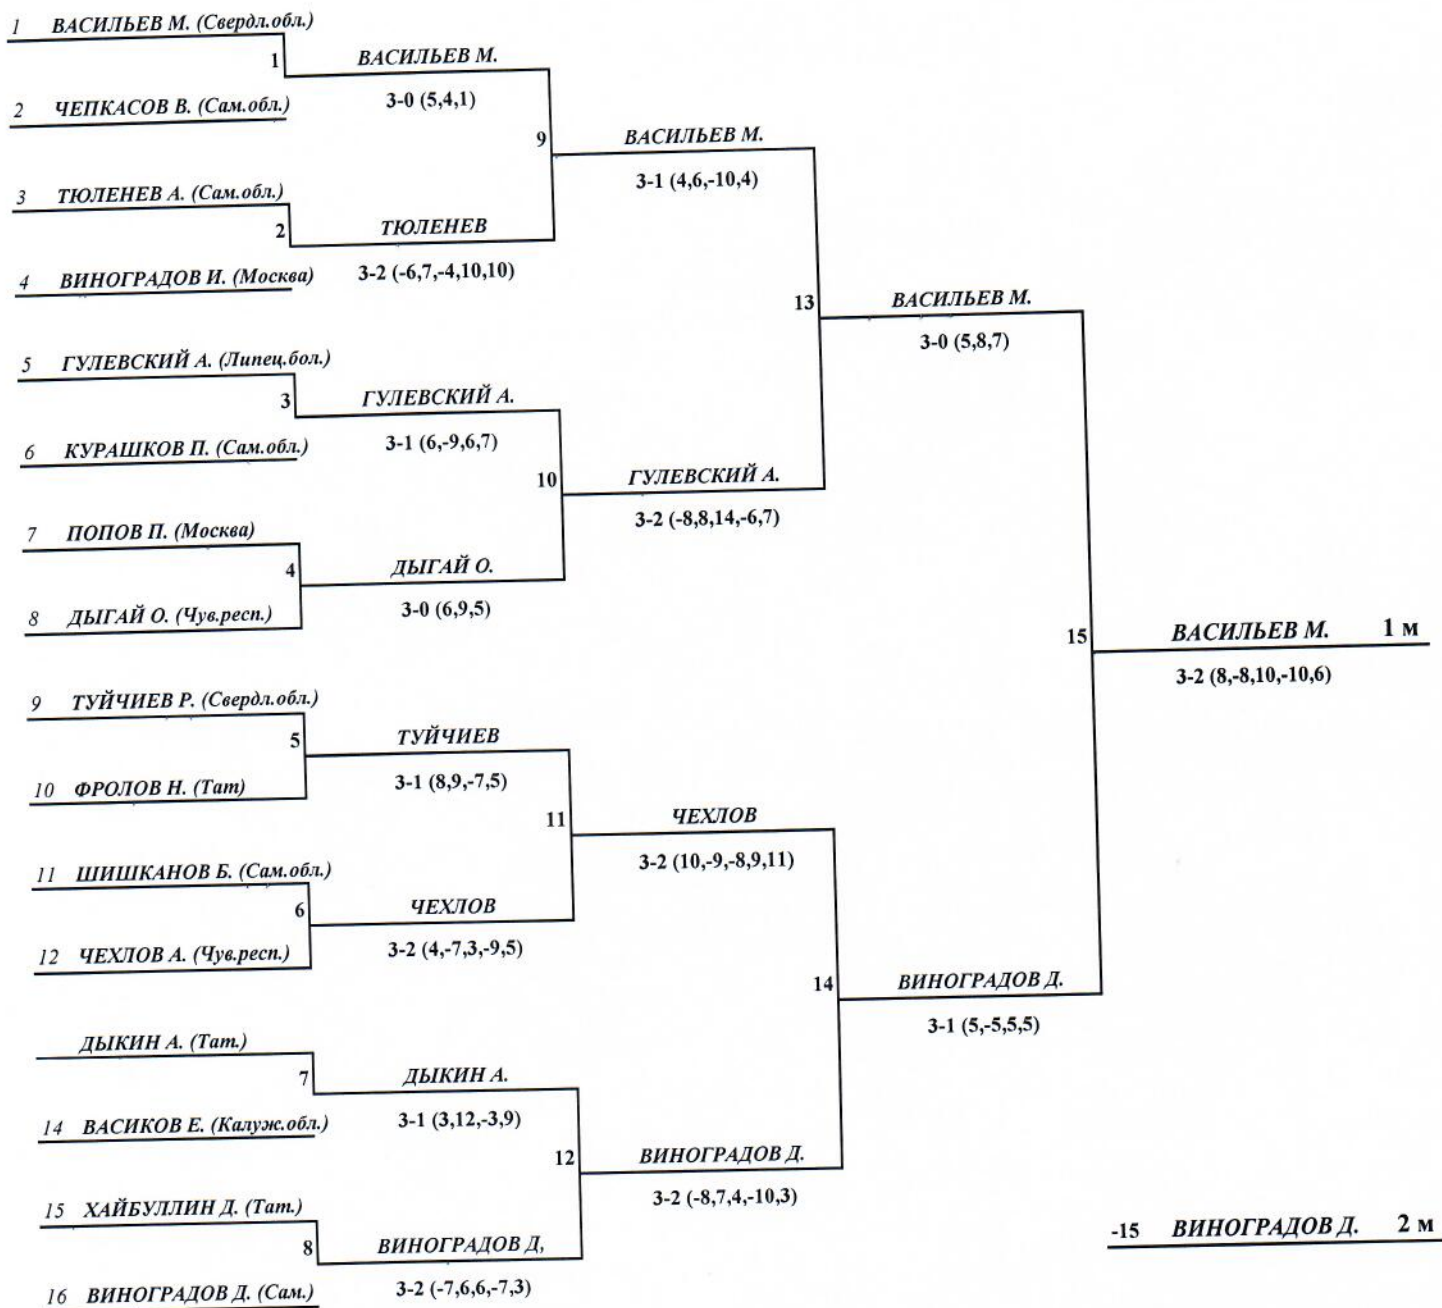 1 ВАСИЛЬЕВ М. (Свердл.обл.)
1 ВАСИЛЬЕВ М.
2 ЧЕПКАСОВ В. (Сам.обл.) 3-0 (5,4,1)
9 ВАСИЛЬЕВ М.
3-1 (4,6,-10,4)
3 ТЮЛЕНЕВ А. (Сам.обл.)
2 ТЮЛЕНЕВ
4 ВИНОГРАДОВ И. (Москва) 3-2 (-6,7,-4,10,10)
13 ВАСИЛЬЕВ М.
3-0 (5,8,7)
5 ГУЛЕВСКИЙ А. (Липец.бол.)
3 ГУЛЕВСКИЙ А.
6 КУРАШКОВ П. (Сам.обл.) 3-1 (6,-9,6,7)
10 ГУЛЕВСКИЙ А.
3-2 (-8,8,14,-6,7)
7 ПОПОВ П. (Москва)
4 ДЫГАЙ О.
8 ДЫГАЙ О. (Чув.респ.) 3-0 (6,9,5)
15 ВАСИЛЬЕВ М. 1 м
3-2 (8,-8,10,-10,6)
9 ТУЙЧИЕВ Р. (Свердл.обл.)
5 ТУЙЧИЕВ
10 ФРОЛОВ Н. (Тат) 3-1 (8,9,-7,5)
11 ЧЕХЛОВ
3-2 (10,-9,-8,9,11)
11 ШИШКАНОВ Б. (Сам.обл.)
6 ЧЕХЛОВ
12 ЧЕХЛОВ А. (Чув.респ.) 3-2 (4,-7,3,-9,5)
14 ВИНОГРАДОВ Д.
3-1 (5,-5,5,5)
ДЫКИН А. (Тат.)
7 ДЫКИН А.
14 ВАСИКОВ Е. (Калуж.обл.) 3-1 (3,12,-3,9)
12 ВИНОГРАДОВ Д.
3-2 (-8,7,4,-10,3)
15 ХАЙБУЛЛИН Д. (Тат.)
-15 ВИНОГРАДОВ Д. 2 м
8 ВИНОГРАДОВ Д,
16 ВИНОГРАДОВ Д. (Сам.) 3-2 (-7,6,6,-7,3)